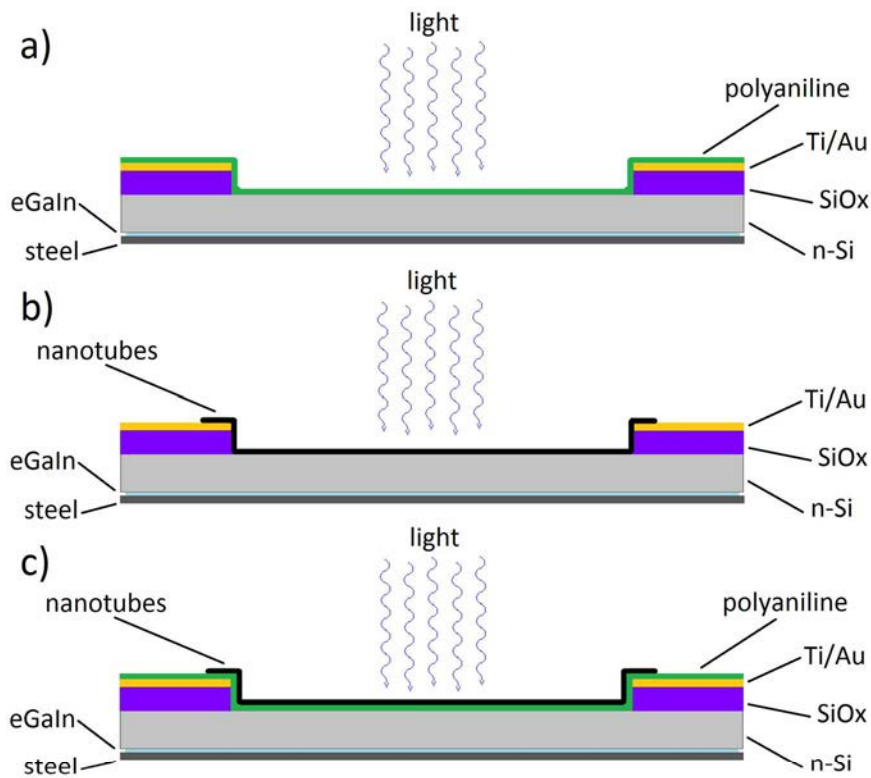 a)
light
polyaniline
Ti/Au
SiOx
n-Si
eGaIn
steel
b)
light
nanotubes
Ti/Au
SiOx
n-Si
eGaIn
steel
c)
light
nanotubes
polyaniline
Ti/Au
SiOx
n-Si
eGaIn
steel